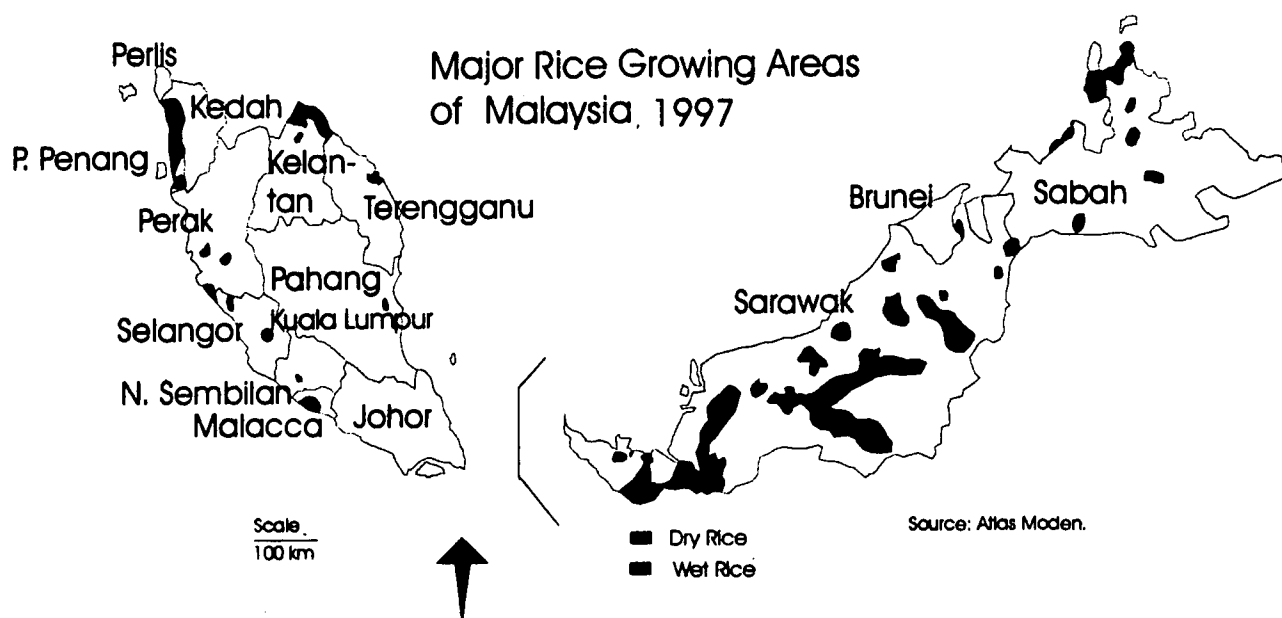 Major Rice Growing Areas
of Malaysia, 1997
Perlis
Kedah
P. Penang
Kelan-
tan
Terengganu
Perak
Pahang
Selangor
Kuala Lumpur
N. Sembilan
Malacca
Johor
Brunei
Sabah
Sarawak
Scale
100 km
Dry Rice
Wet Rice
Source: Atlas Moden.